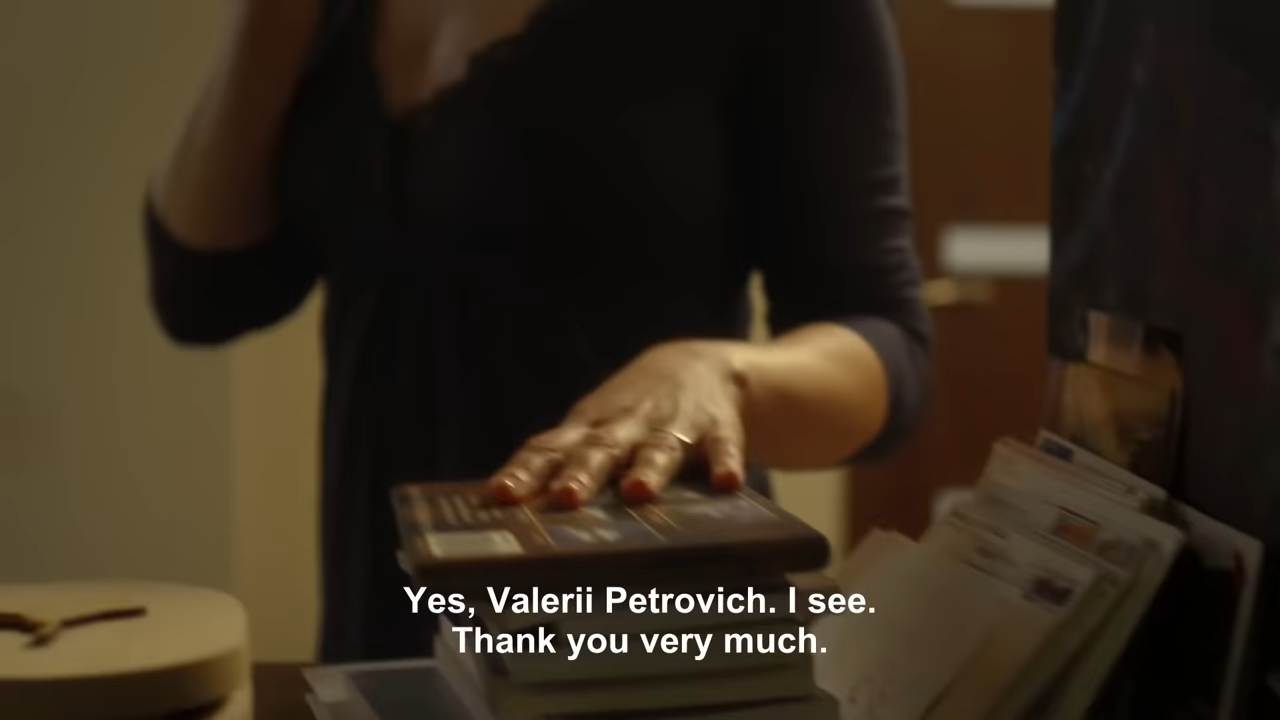 Yes, Valerii Petrovich. I see.
Thank you very much.